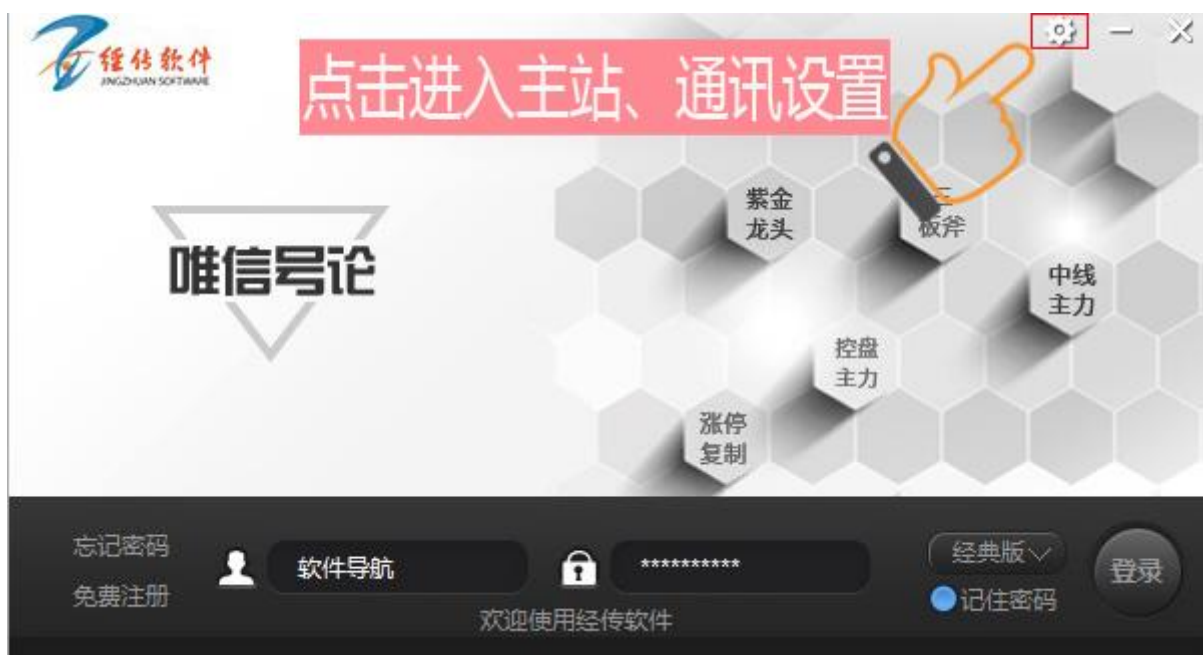 经传软件
JINGZHUAN SOFTWARE
点击进入主站、通讯设置
紫金
龙头
三
板斧
唯信号论
中线
主力
控盘
主力
涨停
复制
忘记密码
软件导航
**********
经典版
登录
免费注册
记住密码
欢迎使用经传软件